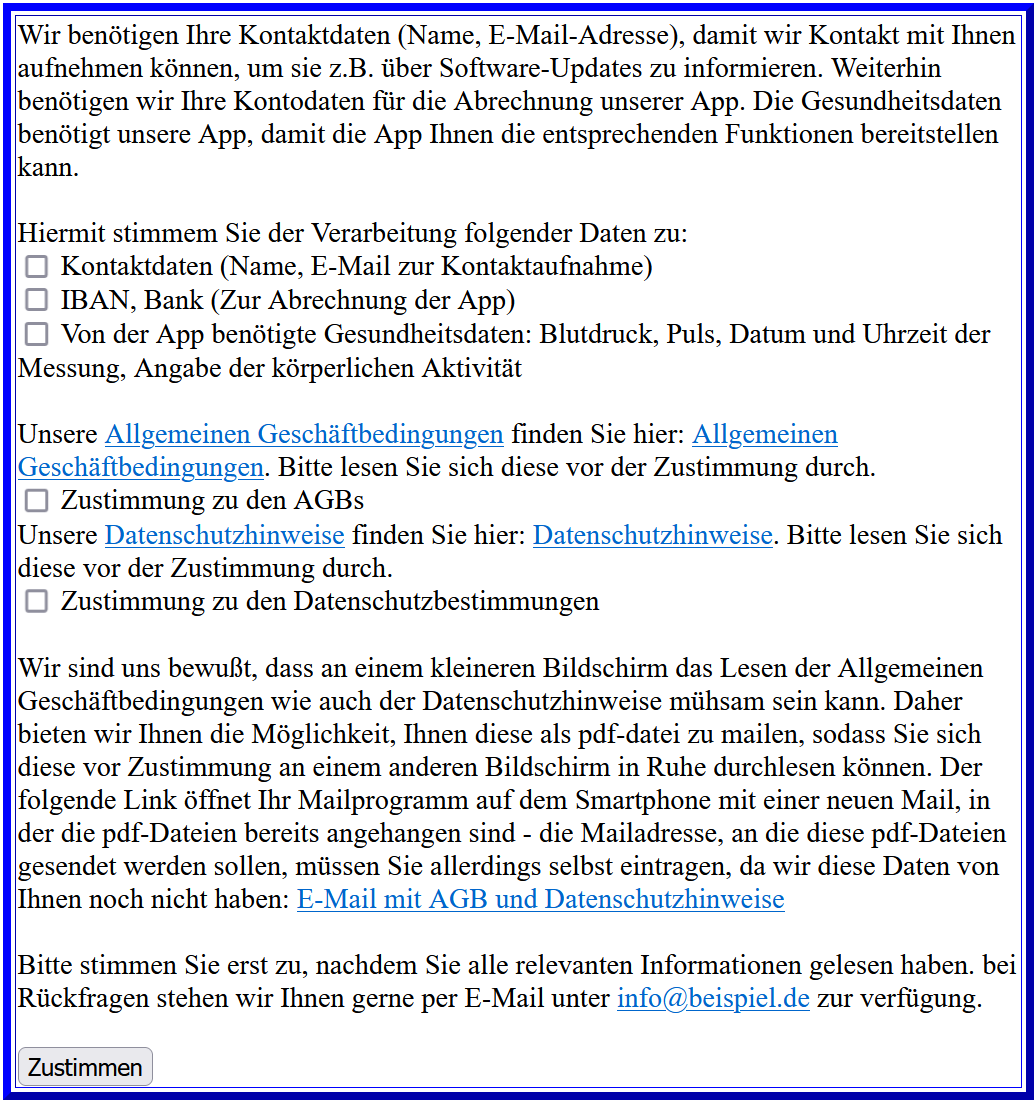 Wir benötigen Ihre Kontaktdaten (Name, E-Mail-Adresse), damit wir Kontakt mit Ihnen
aufnehmen können, um sie z.B. über Software-Updates zu informieren. Weiterhin
benötigen wir Ihre Kontodaten für die Abrechnung unserer App. Die Gesundheitsdaten
benötigt unsere App, damit die App Ihnen die entsprechenden Funktionen bereitstellen
kann.
Hiermit stimmem Sie der Verarbeitung folgender Daten zu:
Kontaktdaten (Name, E-Mail zur Kontaktaufnahme)
IBAN, Bank (Zur Abrechnung der App)
Von der App benötigte Gesundheitsdaten: Blutdruck, Puls, Datum und Uhrzeit der
Messung, Angabe der körperlichen Aktivität
Unsere Allgemeinen Geschäftbedingungen finden Sie hier: Allgemeinen
Geschäftbedingungen. Bitte lesen Sie sich diese vor der Zustimmung durch.
Zustimmung zu den AGBs
Unsere Datenschutzhinweise finden Sie hier: Datenschutzhinweise. Bitte lesen Sie sich
diese vor der Zustimmung durch.
Zustimmung zu den Datenschutzbestimmungen
Wir sind uns bewußt, dass an einem kleineren Bildschirm das Lesen der Allgemeinen
Geschäftbedingungen wie auch der Datenschutzhinweise mühsam sein kann. Daher
bieten wir Ihnen die Möglichkeit, Ihnen diese als pdf-datei zu mailen, sodass Sie sich
diese vor Zustimmung an einem anderen Bildschirm in Ruhe durchlesen können. Der
folgende Link öffnet Ihr Mailprogramm auf dem Smartphone mit einer neuen Mail, in
der die pdf-Dateien bereits angehangen sind - die Mailadresse, an die diese pdf-Dateien
gesendet werden sollen, müssen Sie allerdings selbst eintragen, da wir diese Daten von
Ihnen noch nicht haben: E-Mail mit AGB und Datenschutzhinweise
Bitte stimmen Sie erst zu, nachdem Sie alle relevanten Informationen gelesen haben. bei
Rückfragen stehen wir Ihnen gerne per E-Mail unter info@beispiel.de zur verfügung.
Zustimmen